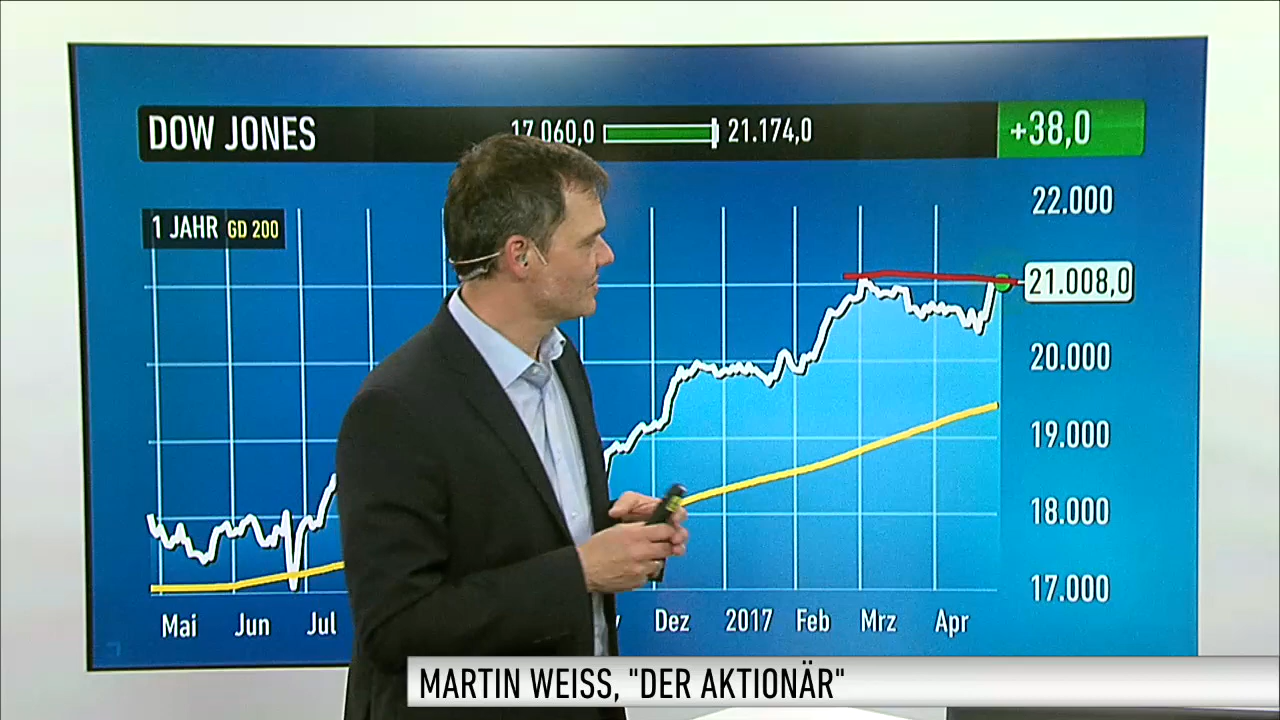 DOW JONES 17.060,0 21.174,0 +38,0
1 JAHR GD 200
22.000
21.008,0
20.000
19.000
18.000
17.000
Mai Jun Jul Dez 2017 Feb Mrz Apr
MARTIN WEISS, "DER AKTIONÄR"